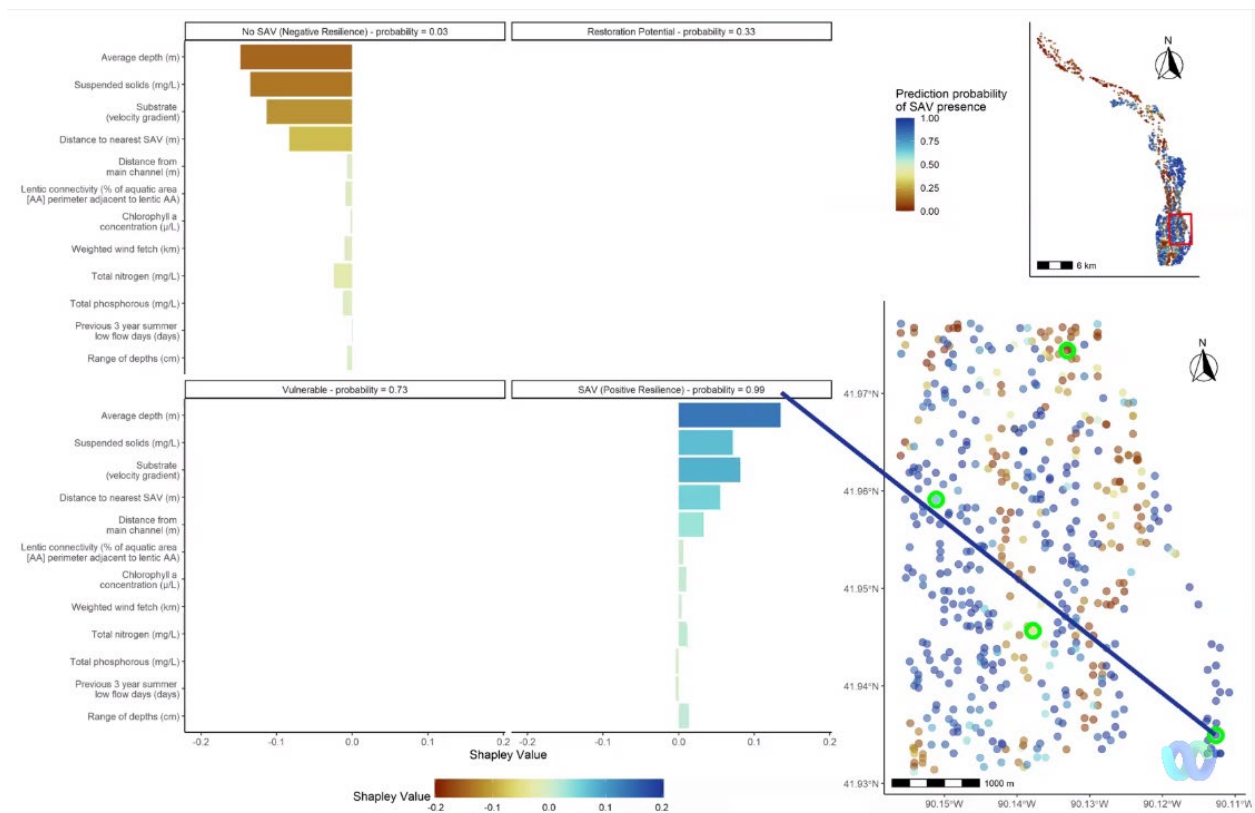 No SAV (Negative Resilience) - probability = 0.03
Restoration Potential - probability = 0.33
Average depth (m)
Suspended solids (mg/L)
Substrate
(velocity gradient)
Distance to nearest SAV (m)
Distance from
main channel (m)
Lentic connectivity (% of aquatic area
[AA] perimeter adjacent to lentic AA)
Chlorophyll a
concentration (µ/L)
Weighted wind fetch (km)
Total nitrogen (mg/L)
Total phosphorous (mg/L)
Previous 3 year summer
low flow days (days)
Range of depths (cm)
Vulnerable - probability = 0.73
SAV (Positive Resilience) - probability = 0.99
Average depth (m)
Suspended solids (mg/L)
Substrate
(velocity gradient)
Distance to nearest SAV (m)
Distance from
main channel (m)
Lentic connectivity (% of aquatic area
[AA] perimeter adjacent to lentic AA)
Chlorophyll a
concentration (µ/L)
Weighted wind fetch (km)
Total nitrogen (mg/L)
Total phosphorous (mg/L)
Previous 3 year summer
low flow days (days)
Range of depths (cm)
-0.2 -0.1 0.0 0.1 0.2 -0.2 -0.1 0.0 0.1 0.2
Shapley Value
Shapley Value
-0.2 -0.1 0.0 0.1 0.2
Prediction probability
of SAV presence
1.00
0.75
0.50
0.25
0.00
N
6 km
N
41.97°N
41.96°N
41.95°N
41.94°N
41.93°N
1000 m
90.15°W 90.14°W 90.13°W 90.12°W 90.11°W